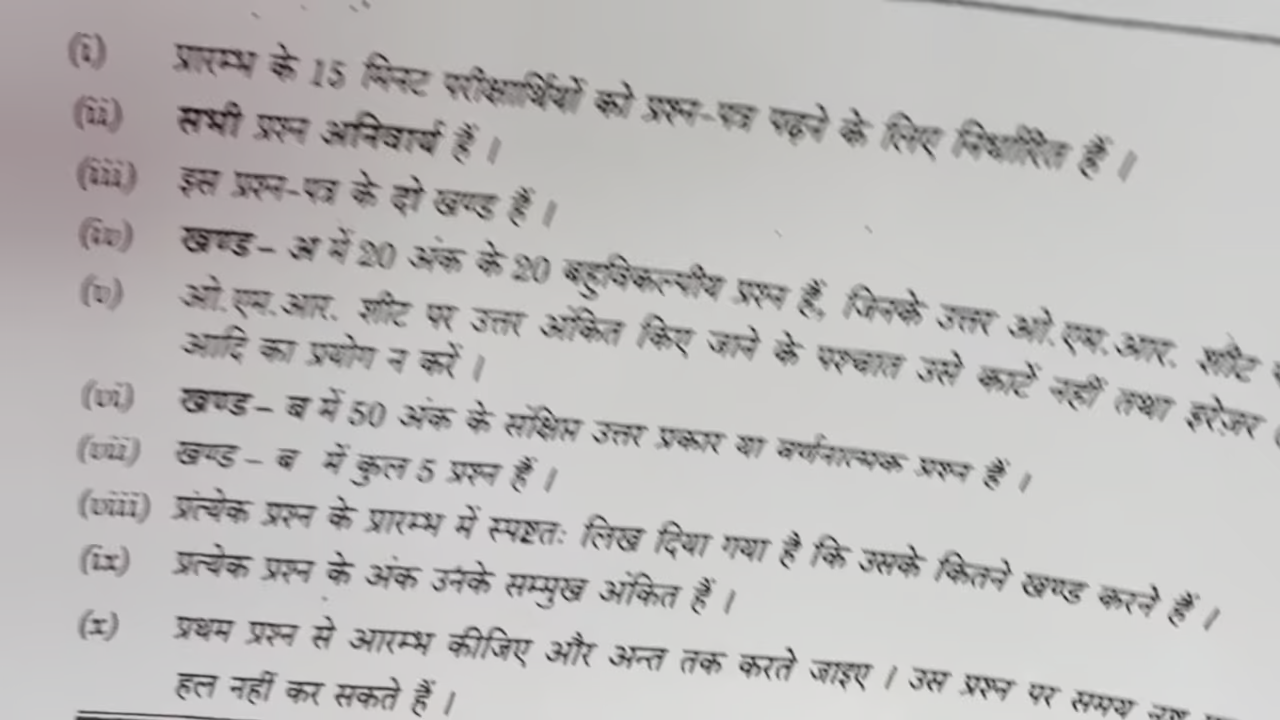 (i) प्रारम्भ के 15 मिनट परीक्षार्थियों को प्रश्न-पत्र पढ़ने के लिए निर्धारित हैं ।
(ii) सभी प्रश्न अनिवार्य हैं ।
(iii) इस प्रश्न-पत्र के दो खण्ड हैं ।
(iv) खण्ड – अ में 20 अंक के 20 बहुविकल्पीय प्रश्न हैं, जिनके उत्तर ओ.एम.आर. शीट
(v) ओ.एम.आर. शीट पर उत्तर अंकित किए जाने के पश्चात उसे काटें नहीं तथा इरेज़र
आदि का प्रयोग न करें ।
(vi) खण्ड – ब में 50 अंक के संक्षिप्त उत्तर प्रकार या वर्णनात्मक प्रश्न हैं ।
(vii) खण्ड – ब में कुल 5 प्रश्न हैं ।
(viii) प्रत्येक प्रश्न के प्रारम्भ में स्पष्टतः लिख दिया गया है कि उसके कितने खण्ड करने हैं ।
(ix) प्रत्येक प्रश्न के अंक उनके सम्मुख अंकित हैं ।
(x) प्रथम प्रश्न से आरम्भ कीजिए और अन्त तक करते जाइए । उस प्रश्न पर समय
हल नहीं कर सकते हैं ।